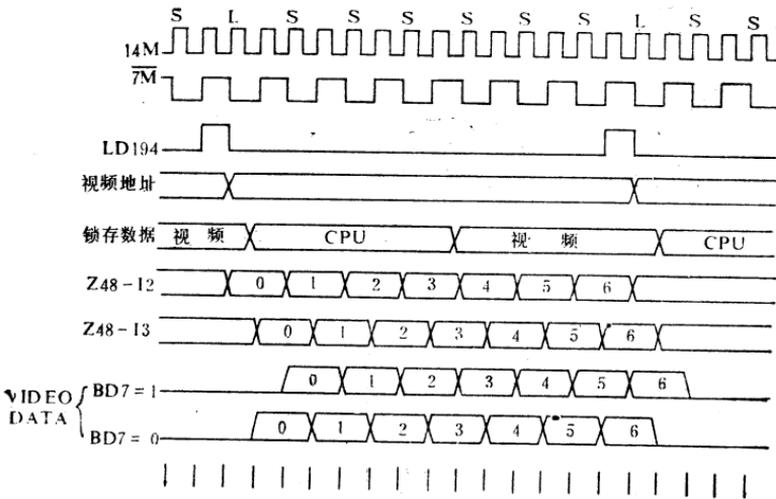 S L S S S S S S L S S
14M
7M
LD194
视频地址
锁存数据 视频 CPU 视频 CPU
Z48-I2 0 1 2 3 4 5 6
Z48-I3 0 1 2 3 4 5 6
VIDEO DATA
BD7=1 0 1 2 3 4 5 6
BD7=0 0 1 2 3 4 5 6